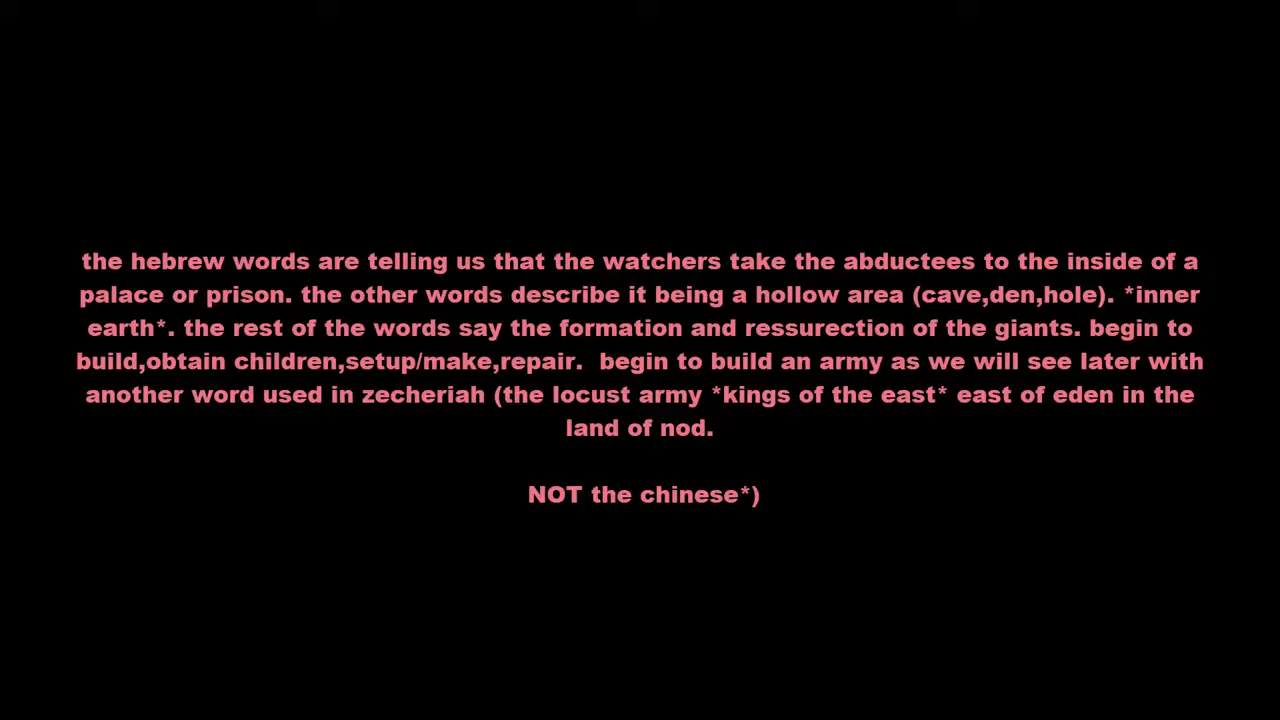 the hebrew words are telling us that the watchers take the abductees to the inside of a
palace or prison. the other words describe it being a hollow area (cave,den,hole). *inner
earth*. the rest of the words say the formation and ressurection of the giants. begin to
build,obtain children,setup/make,repair.  begin to build an army as we will see later with
another word used in zecheriah (the locust army *kings of the east* east of eden in the
land of nod.
NOT the chinese*)